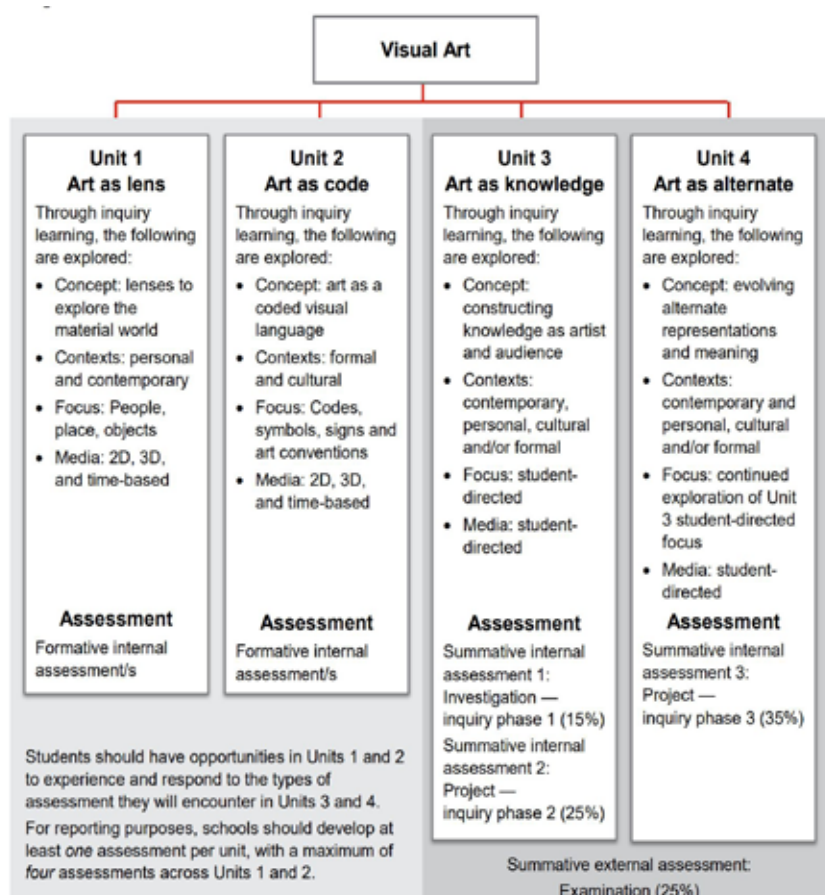 Visual Art
Unit 1
Art as lens
Through inquiry
learning, the following
are explored:
• Concept: lenses to
explore the
material world
• Contexts: personal
and contemporary
• Focus: People,
place, objects
• Media: 2D, 3D,
and time-based
Assessment
Formative internal
assessment/s
Unit 2
Art as code
Through inquiry
learning, the following
are explored:
• Concept: art as a
coded visual
language
• Contexts: formal
and cultural
• Focus: Codes,
symbols, signs and
art conventions
• Media: 2D, 3D,
and time-based
Assessment
Formative internal
assessment/s
Students should have opportunities in Units 1 and 2
to experience and respond to the types of
assessment they will encounter in Units 3 and 4.
For reporting purposes, schools should develop at
least one assessment per unit, with a maximum of
four assessments across Units 1 and 2.
Unit 3
Art as knowledge
Through inquiry
learning, the following
are explored:
• Concept:
constructing
knowledge as artist
and audience
• Contexts:
contemporary,
personal, cultural
and/or formal
• Focus: student-
directed
• Media: student-
directed
Assessment
Summative internal
assessment 1:
Investigation —
inquiry phase 1 (15%)
Summative internal
assessment 2:
Project —
inquiry phase 2 (25%)
Unit 4
Art as alternate
Through inquiry
learning, the following
are explored:
• Concept: evolving
alternate
representations
and meaning
• Contexts:
contemporary and
personal, cultural
and/or formal
• Focus: continued
exploration of Unit
3 student-directed
focus
• Media: student-
directed
Assessment
Summative internal
assessment 3:
Project —
inquiry phase 3 (35%)
Summative external assessment:
Examination (25%)